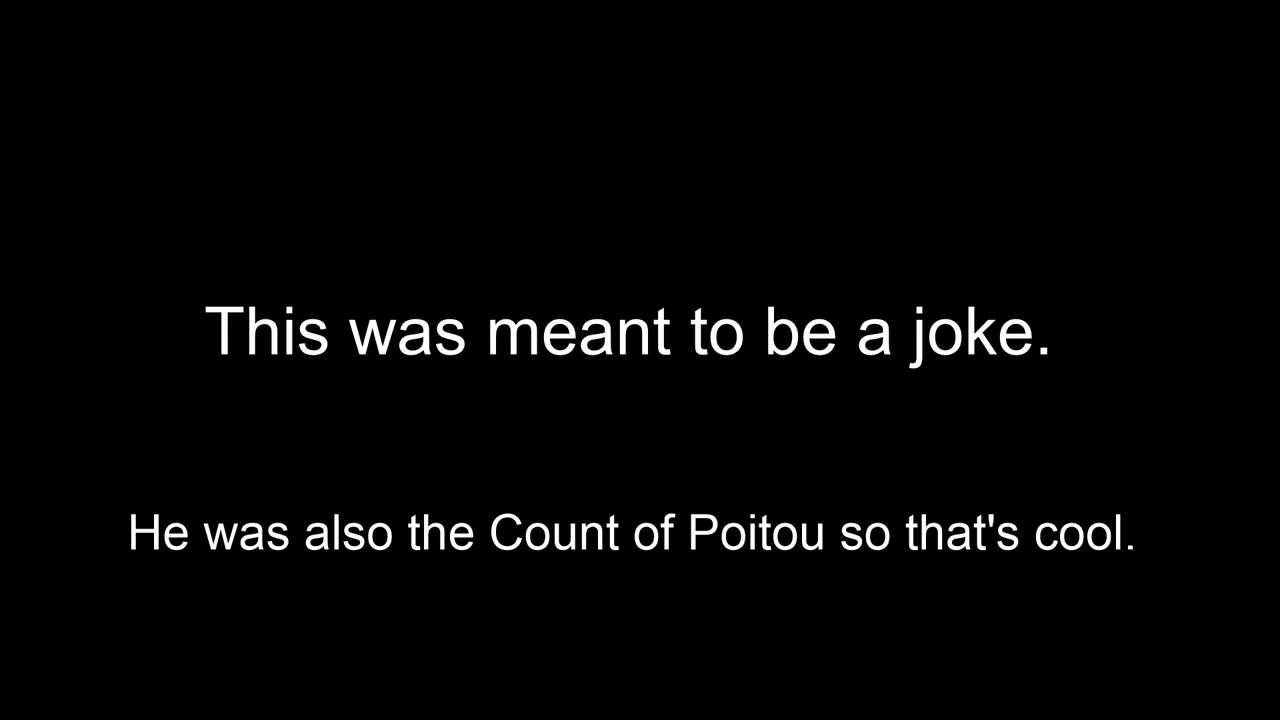 This was meant to be a joke.
He was also the Count of Poitou so that's cool.